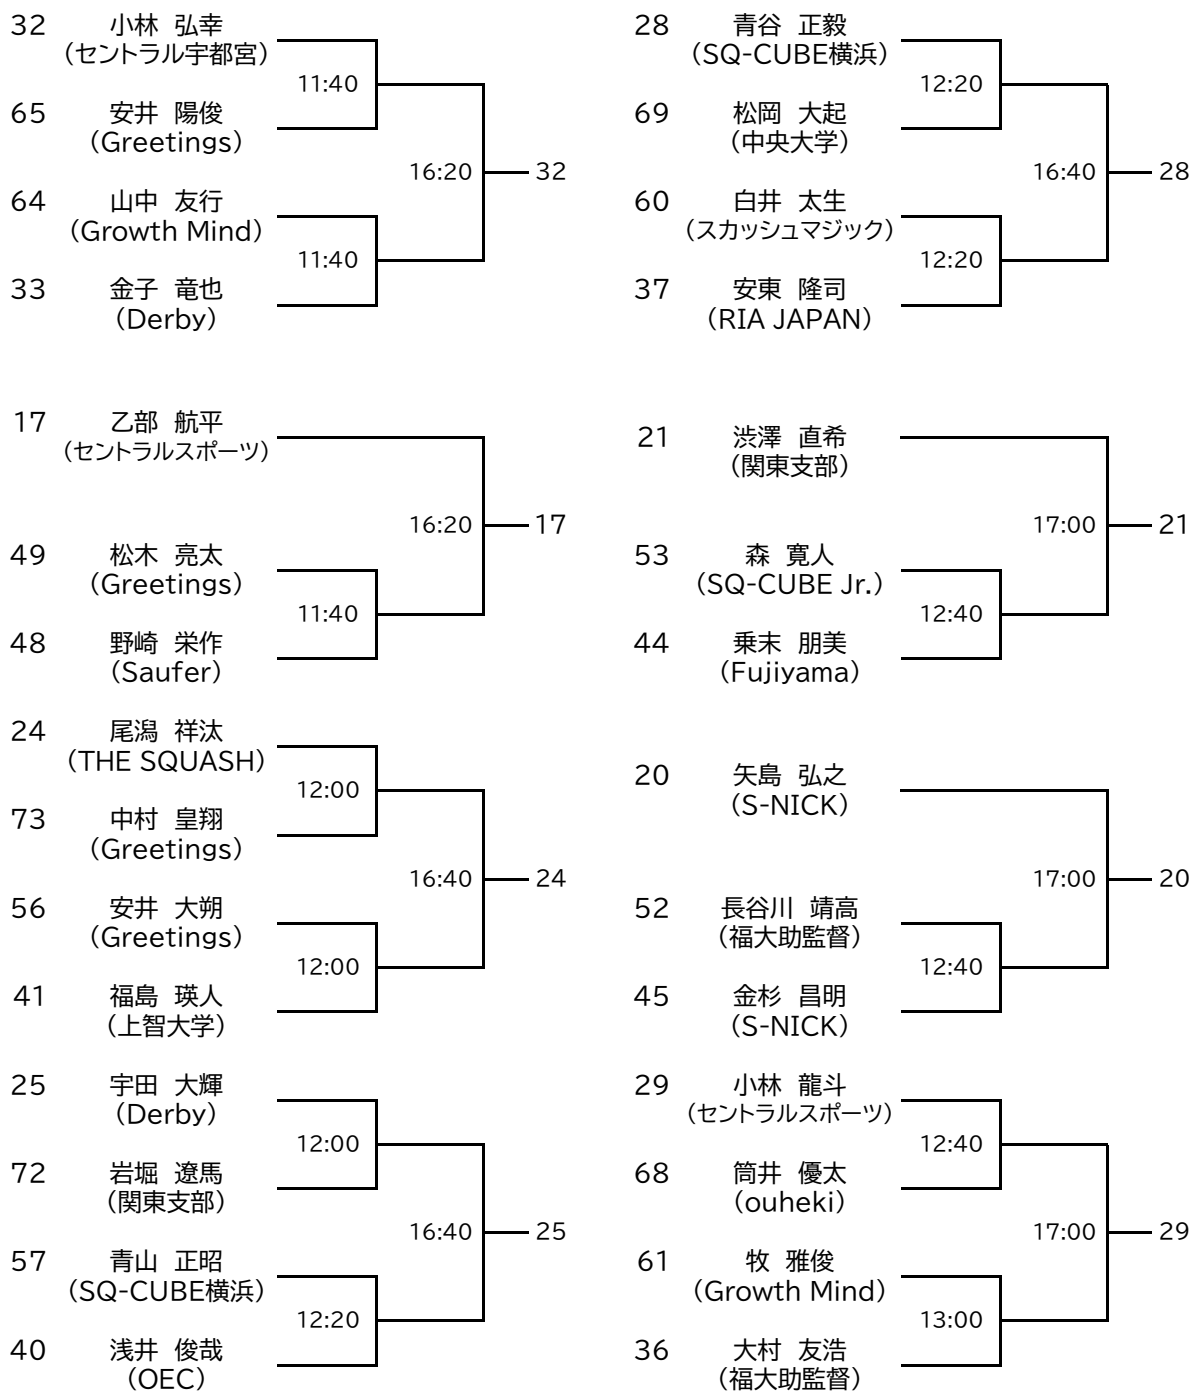 32 小林 弘幸
（セントラル宇都宮）
11:40
65 安井 陽俊
（Greetings）
16:20 32
64 山中 友行
（Growth Mind）
11:40
33 金子 竜也
（Derby）
17 乙部 航平
（セントラルスポーツ）
16:20 17
49 松木 亮太
（Greetings）
11:40
48 野崎 栄作
（Saufer）
24 尾潟 祥汰
（THE SQUASH）
12:00
73 中村 皇翔
（Greetings）
16:40 24
56 安井 大朔
（Greetings）
12:00
41 福島 瑛人
（上智大学）
25 宇田 大輝
（Derby）
12:00
72 岩堀 遼馬
（関東支部）
16:40 25
57 青山 正昭
（SQ-CUBE横浜）
12:20
40 浅井 俊哉
（OEC）
28 青谷 正毅
（SQ-CUBE横浜）
12:20
69 松岡 大起
（中央大学）
16:40 28
60 白井 太生
（スカッシュマジック）
12:20
37 安東 隆司
（RIA JAPAN）
21 渋澤 直希
（関東支部）
17:00 21
53 森 寛人
（SQ-CUBE Jr.）
12:40
44 乗末 朋美
（Fujiyama）
20 矢島 弘之
（S-NICK）
17:00 20
52 長谷川 靖高
（福大助監督）
12:40
45 金杉 昌明
（S-NICK）
29 小林 龍斗
（セントラルスポーツ）
12:40
68 筒井 優太
（ouheki）
17:00 29
61 牧 雅俊
（Growth Mind）
13:00
36 大村 友浩
（福大助監督）